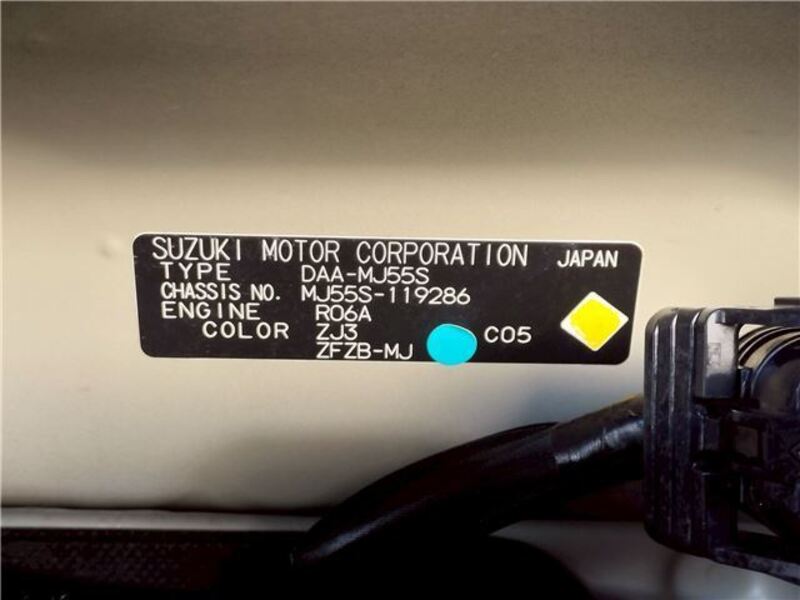 SUZUKI MOTOR CORPORATION JAPAN
TYPE DAA-MJ55S
CHASSIS NO. MJ55S-119286
ENGINE R06A
COLOR ZJ3 C05
ZFZB-MJ